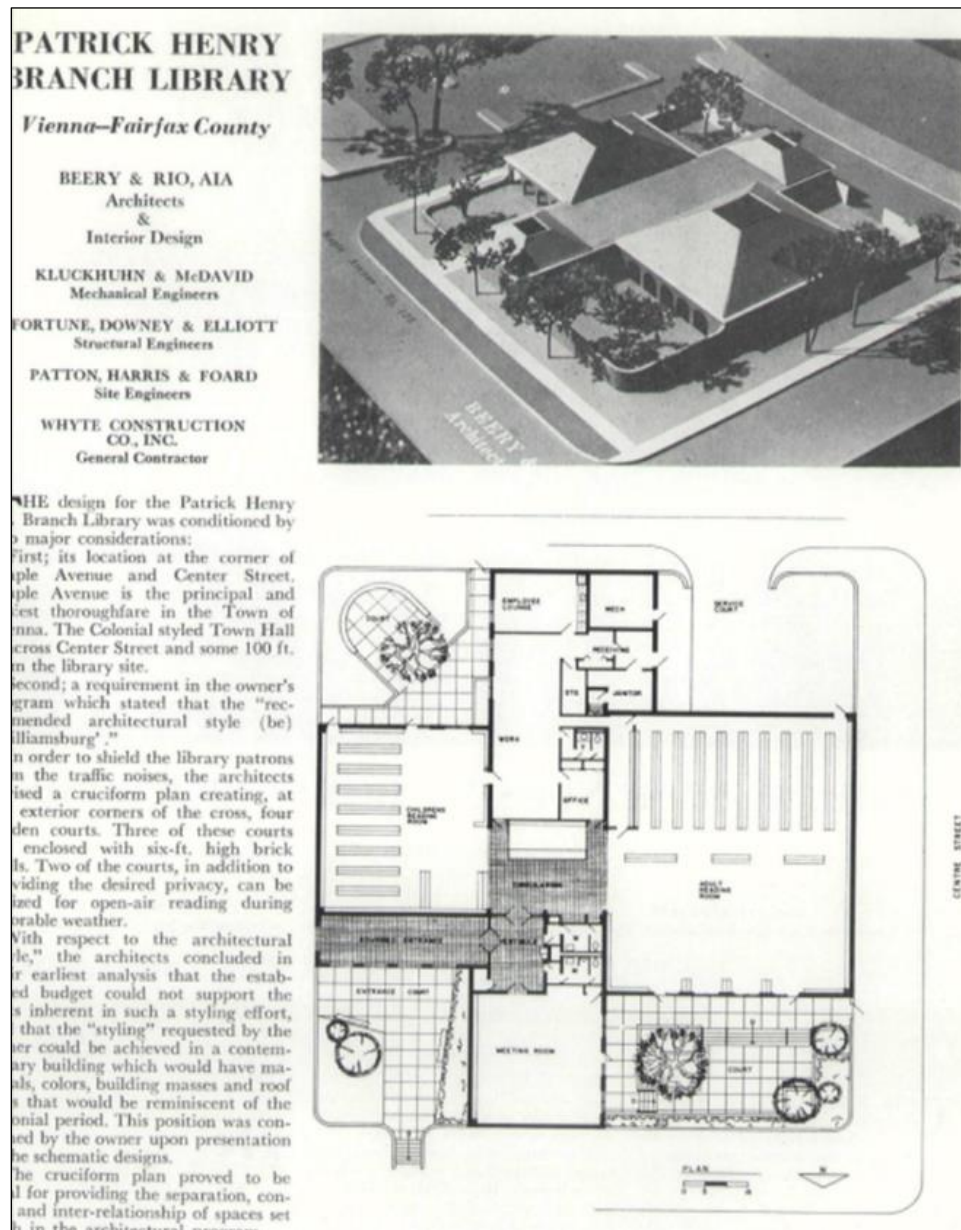 PATRICK HENRY
BRANCH LIBRARY
Vienna—Fairfax County
BEERY & RIO, AIA
Architects
&
Interior Design
KLUCKHUHN & McDAVID
Mechanical Engineers
FORTUNE, DOWNEY & ELLIOTT
Structural Engineers
PATTON, HARRIS & FOARD
Site Engineers
WHYTE CONSTRUCTION
CO., INC.
General Contractor
HE design for the Patrick Henry
Branch Library was conditioned by
major considerations:
First; its location at the corner of
ple Avenue and Center Street.
ple Avenue is the principal and
iest thoroughfare in the Town of
enna. The Colonial styled Town Hall
across Center Street and some 100 ft.
m the library site.
Second; a requirement in the owner's
gram which stated that the "rec-
mended architectural style (be)
illiamsburg'."
n order to shield the library patrons
m the traffic noises, the architects
ised a cruciform plan creating, at
exterior corners of the cross, four
den courts. Three of these courts
enclosed with six-ft. high brick
ls. Two of the courts, in addition to
viding the desired privacy, can be
ized for open-air reading during
orable weather.
With respect to the architectural
le," the architects concluded in
r earliest analysis that the estab-
ed budget could not support the
s inherent in such a styling effort,
that the "styling" requested by the
ner could be achieved in a contem-
ary building which would have ma-
als, colors, building masses and roof
s that would be reminiscent of the
onial period. This position was con-
ned by the owner upon presentation
he schematic designs.
The cruciform plan proved to be
l for providing the separation, con-
and inter-relationship of spaces set
h in the architectural program
BEERY &
Architect
COURT
EMPLOYEE
LOUNGE
MECH
SERVICE
COURT
RECEIVING
STO
JANITOR
WORK
OFFICE
CHILDRENS
READING
ROOM
CIRCULATION
ADULT
READING
ROOM
CENTRE STREET
ENTRANCE
VESTIBULE
ENTRANCE COURT
MEETING ROOM
COURT
PLAN
N